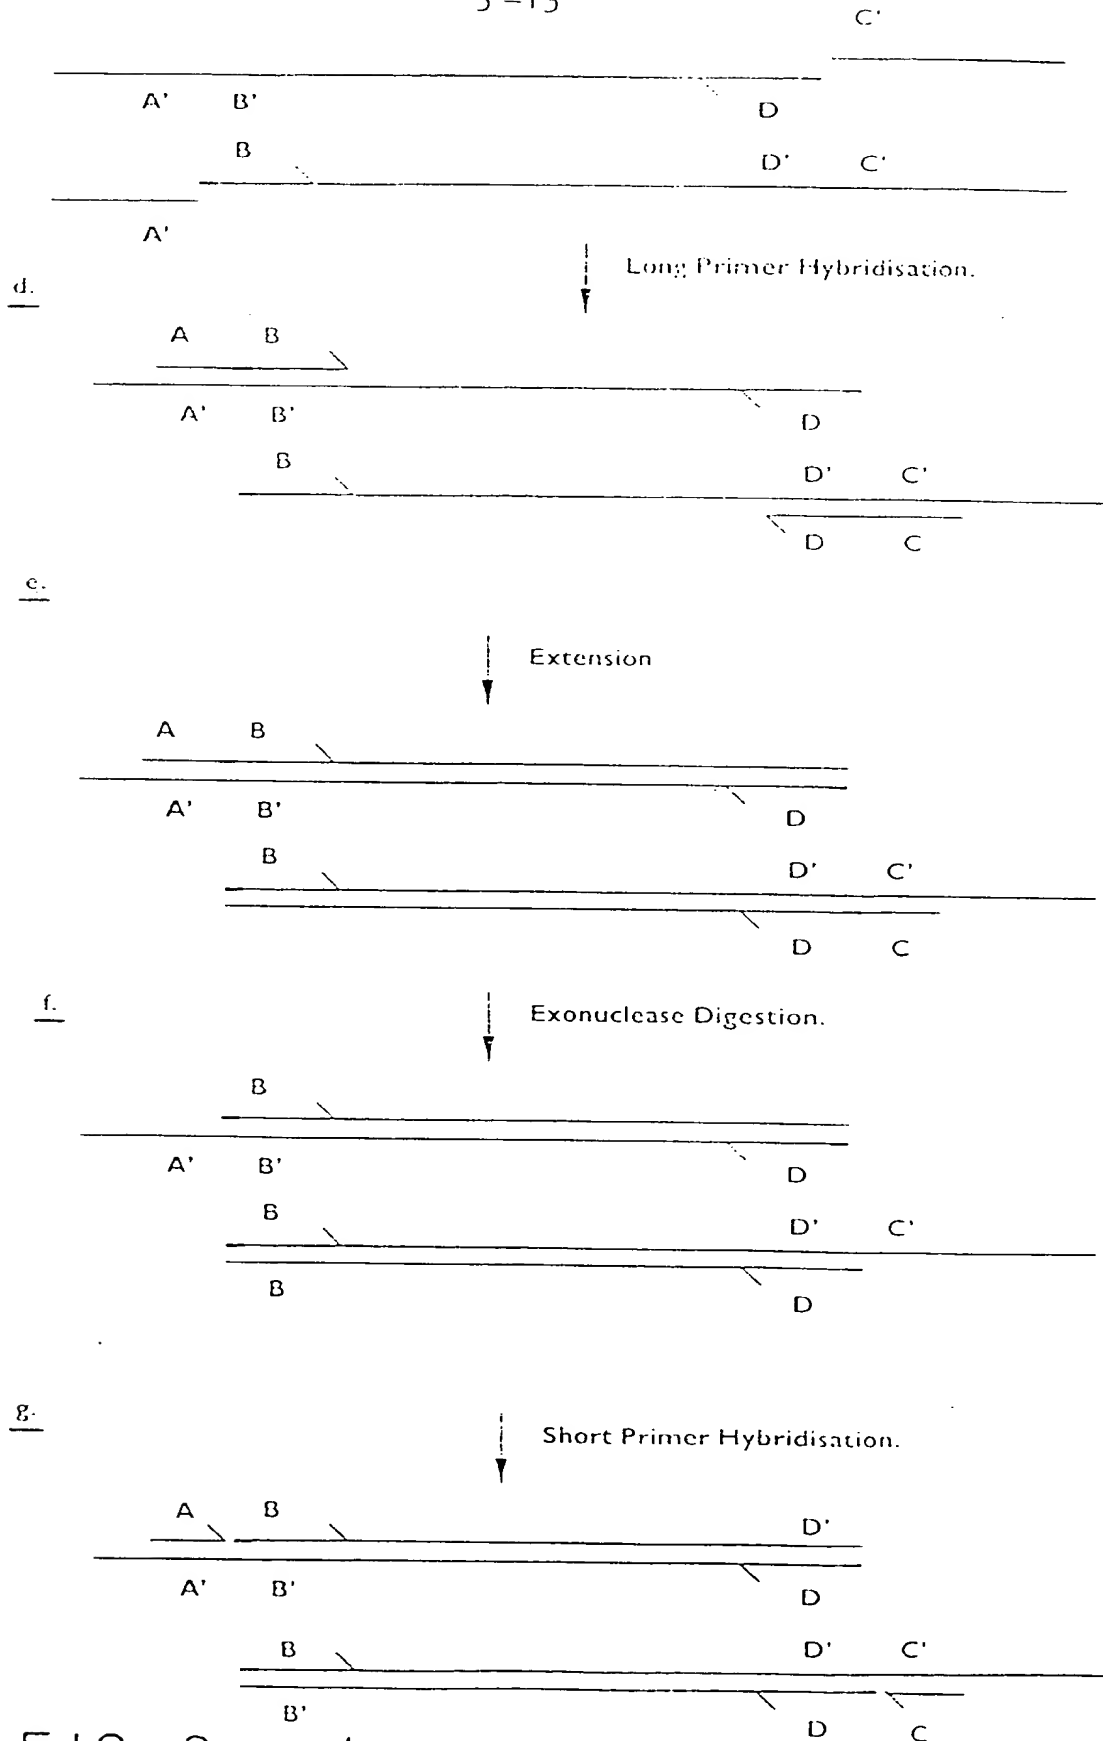 C'
A' B' D
B D' C'
A'
Long Primer Hybridisation.
d.
A B
A' B' D
B D' C'
D C
e.
Extension
A B
A' B' D
B D' C'
D C
f.
Exonuclease Digestion.
B
A' B' D
B D' C'
B D
g.
Short Primer Hybridisation.
A B D'
A' B' D
B D' C'
B' D C